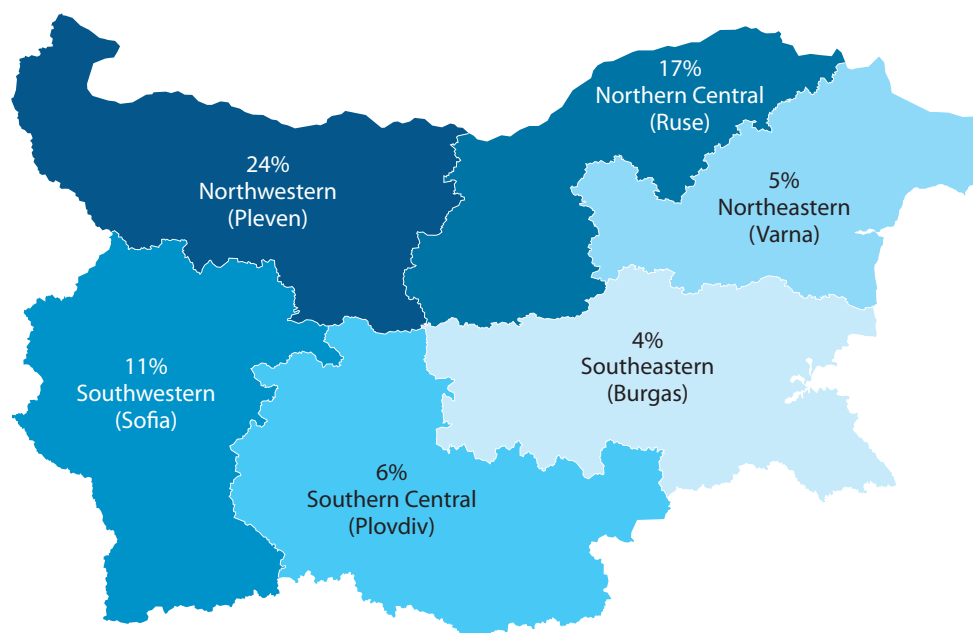 17%
Northern Central
(Ruse)
24%
Northwestern
(Pleven)
5%
Northeastern
(Varna)
4%
Southeastern
(Burgas)
11%
Southwestern
(Sofia)
6%
Southern Central
(Plovdiv)